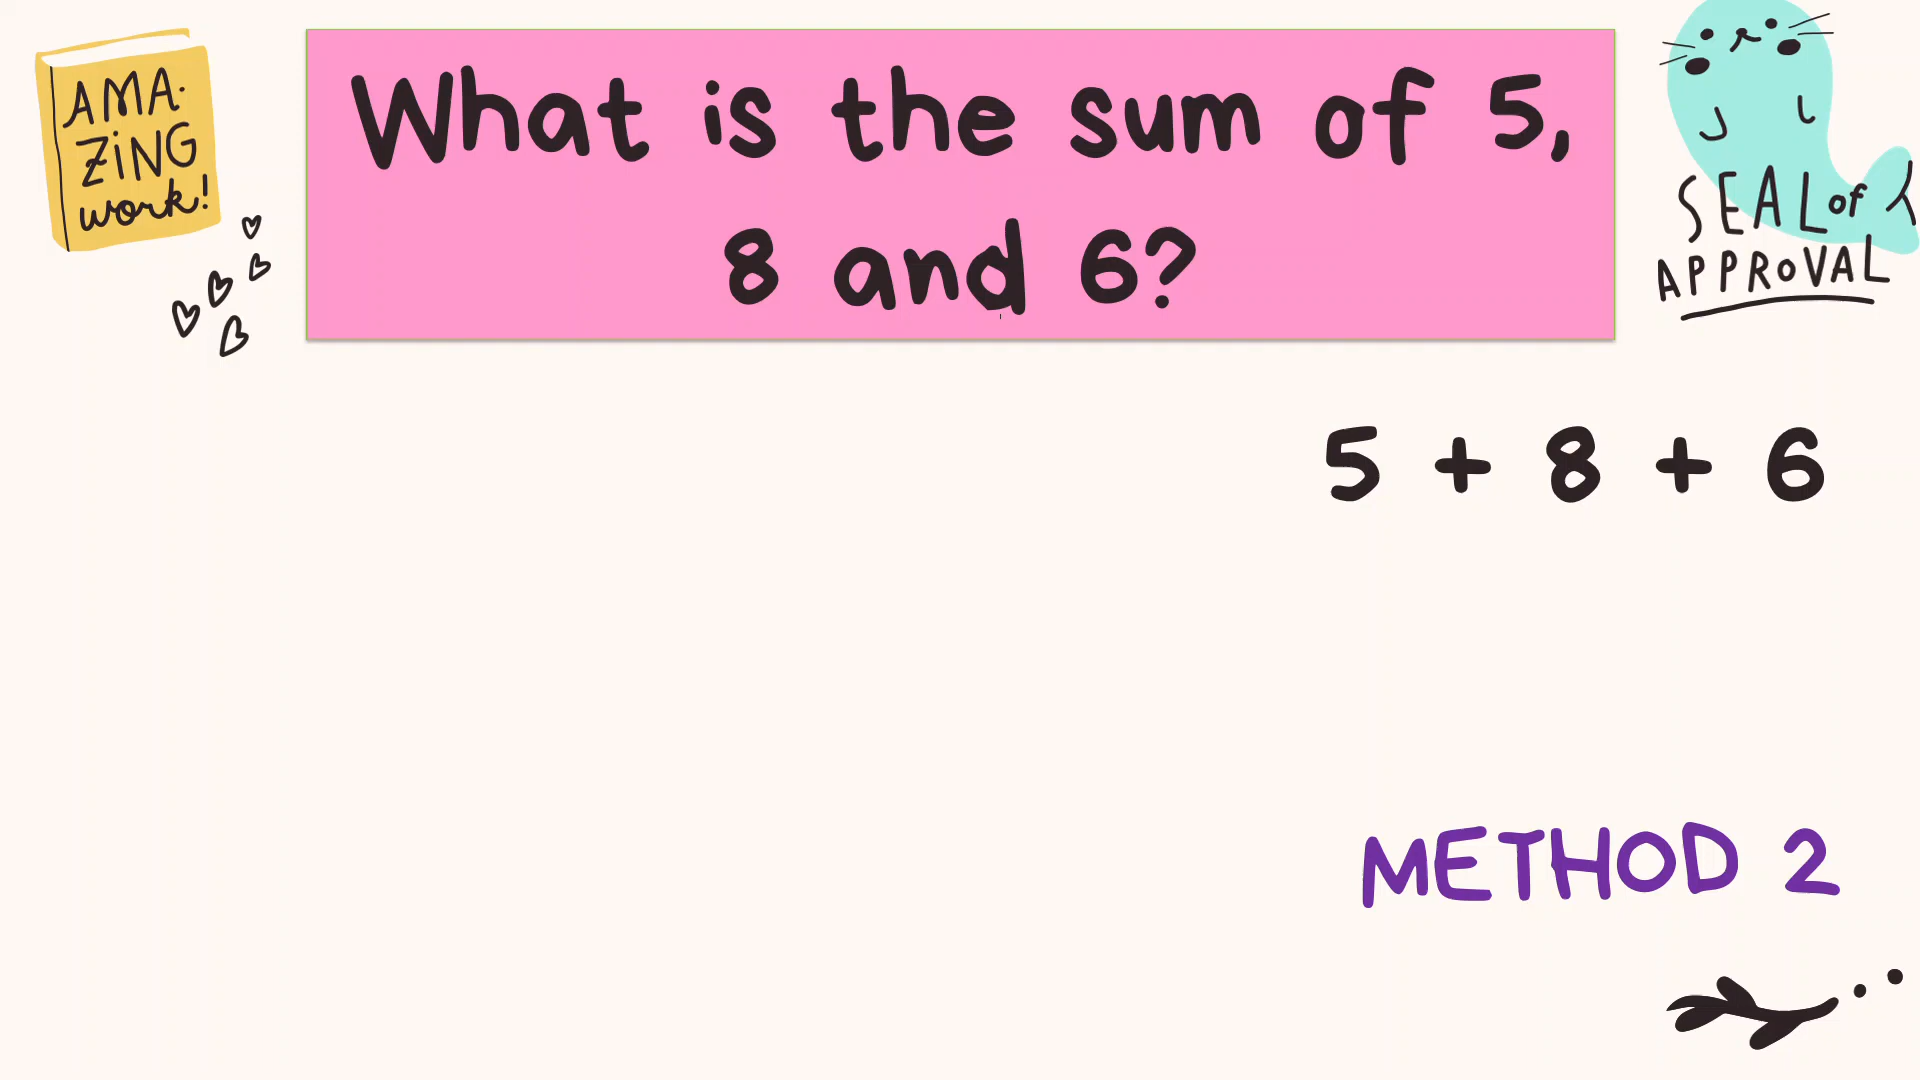 AMA-
ZiNG
work!
What is the sum of 5,
8 and 6?
SEAL of
APPROVAL
5 + 8 + 6
METHOD 2